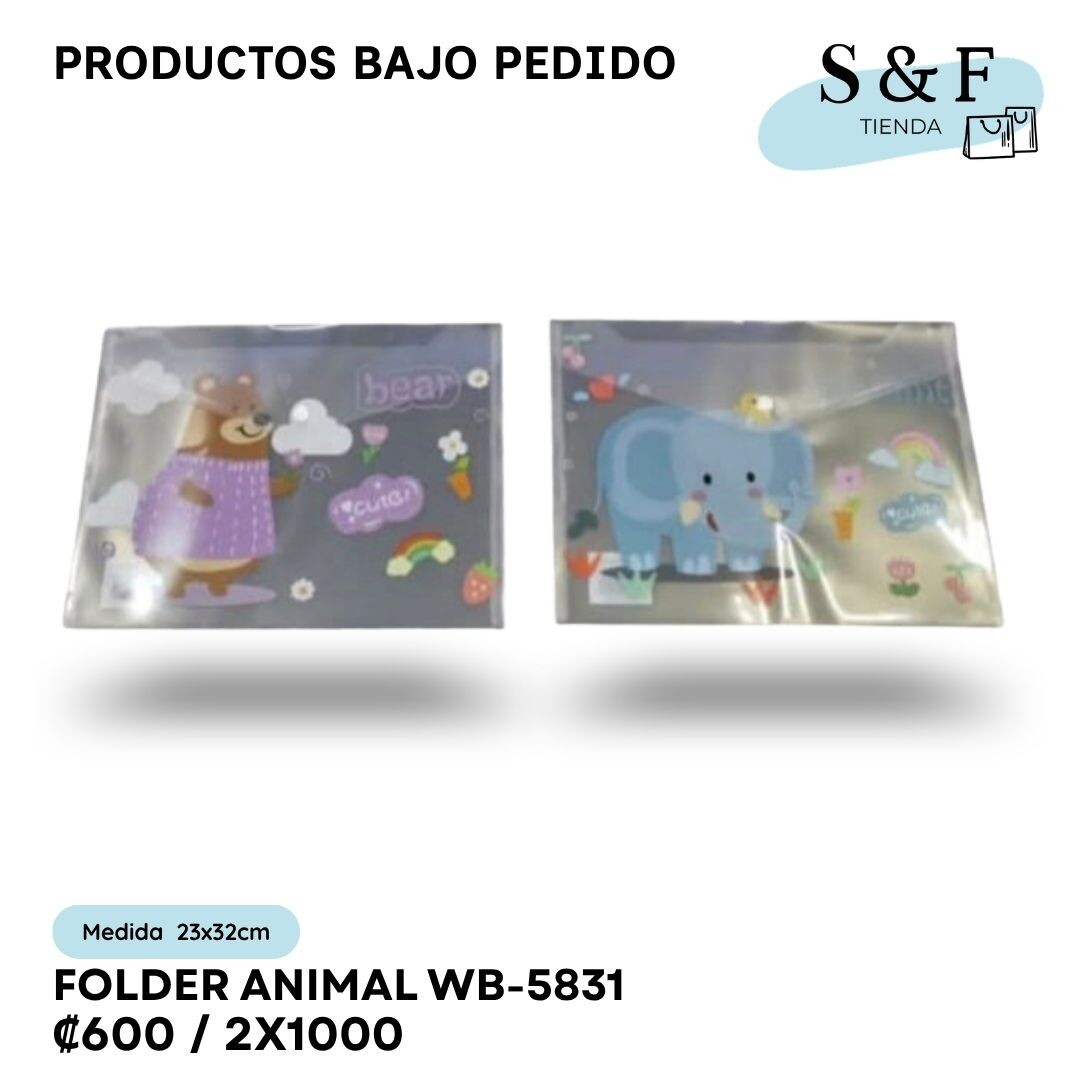 PRODUCTOS BAJO PEDIDO
S & F
TIENDA
bear
cute
cute
Medida 23x32cm
FOLDER ANIMAL WB-5831
₡600 / 2X1000